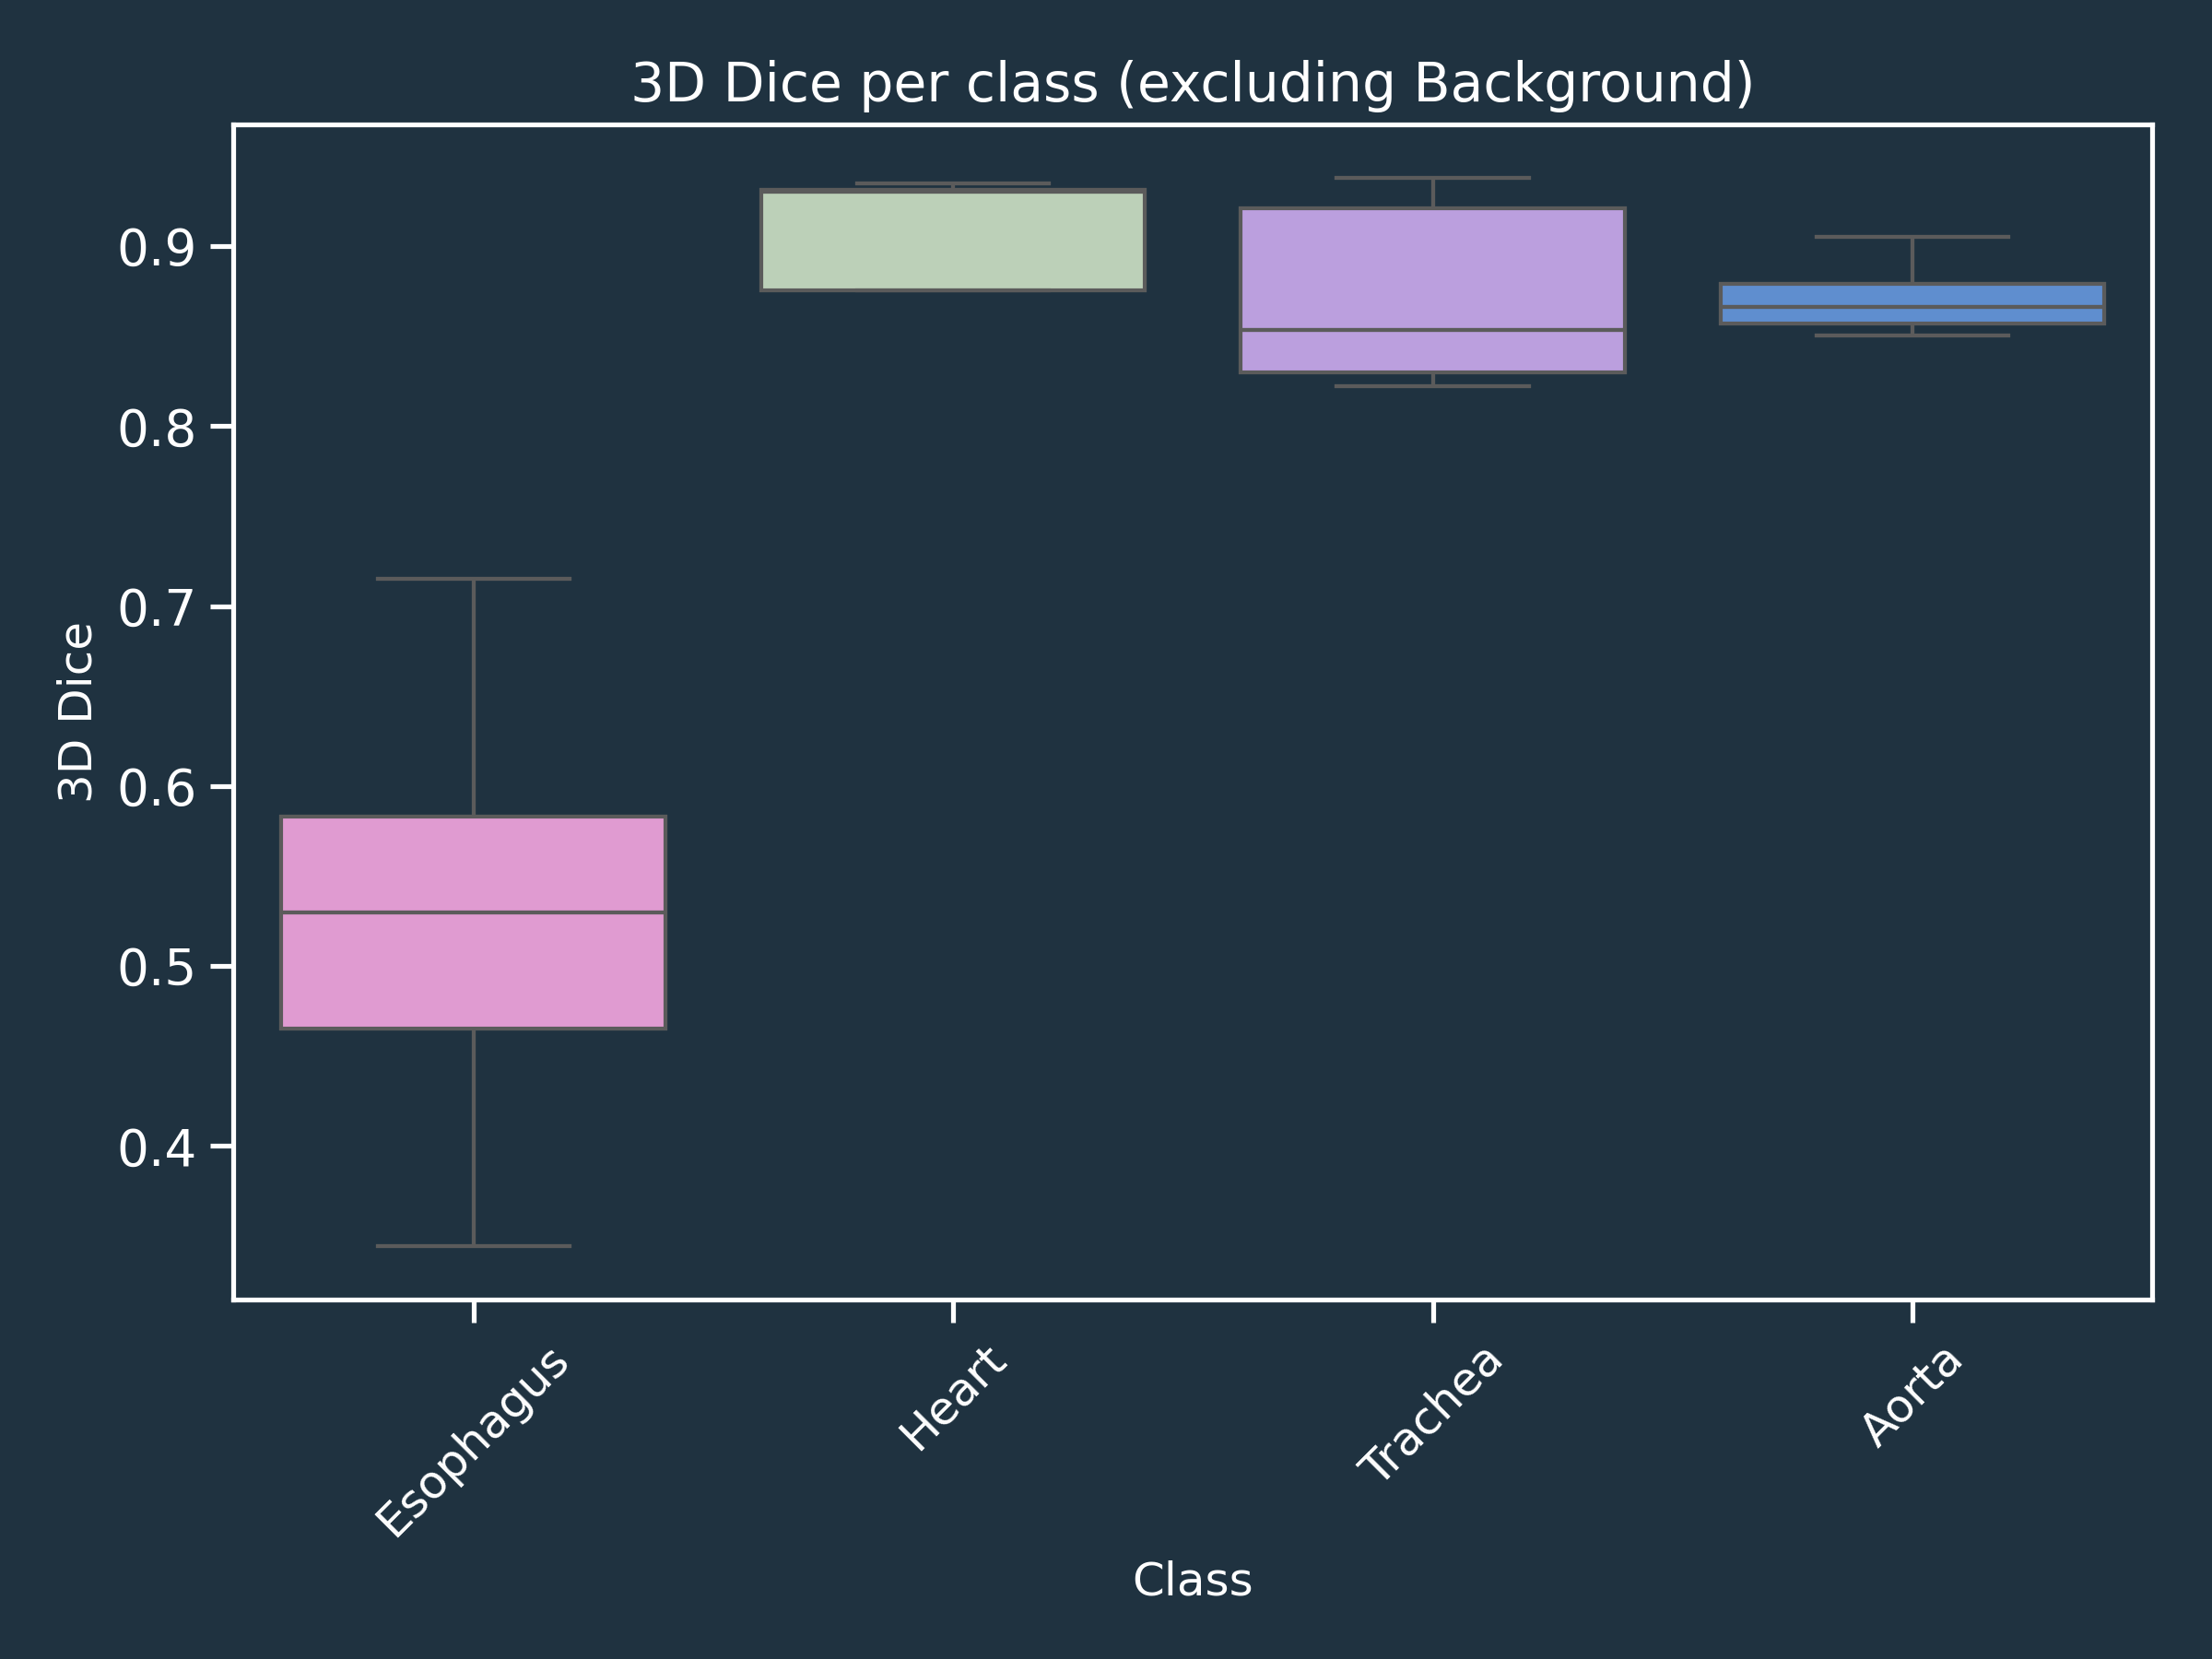 3D Dice per class (excluding Background)
3D Dice
0.9
0.8
0.7
0.6
0.5
0.4
Esophagus
Heart
Trachea
Aorta
Class